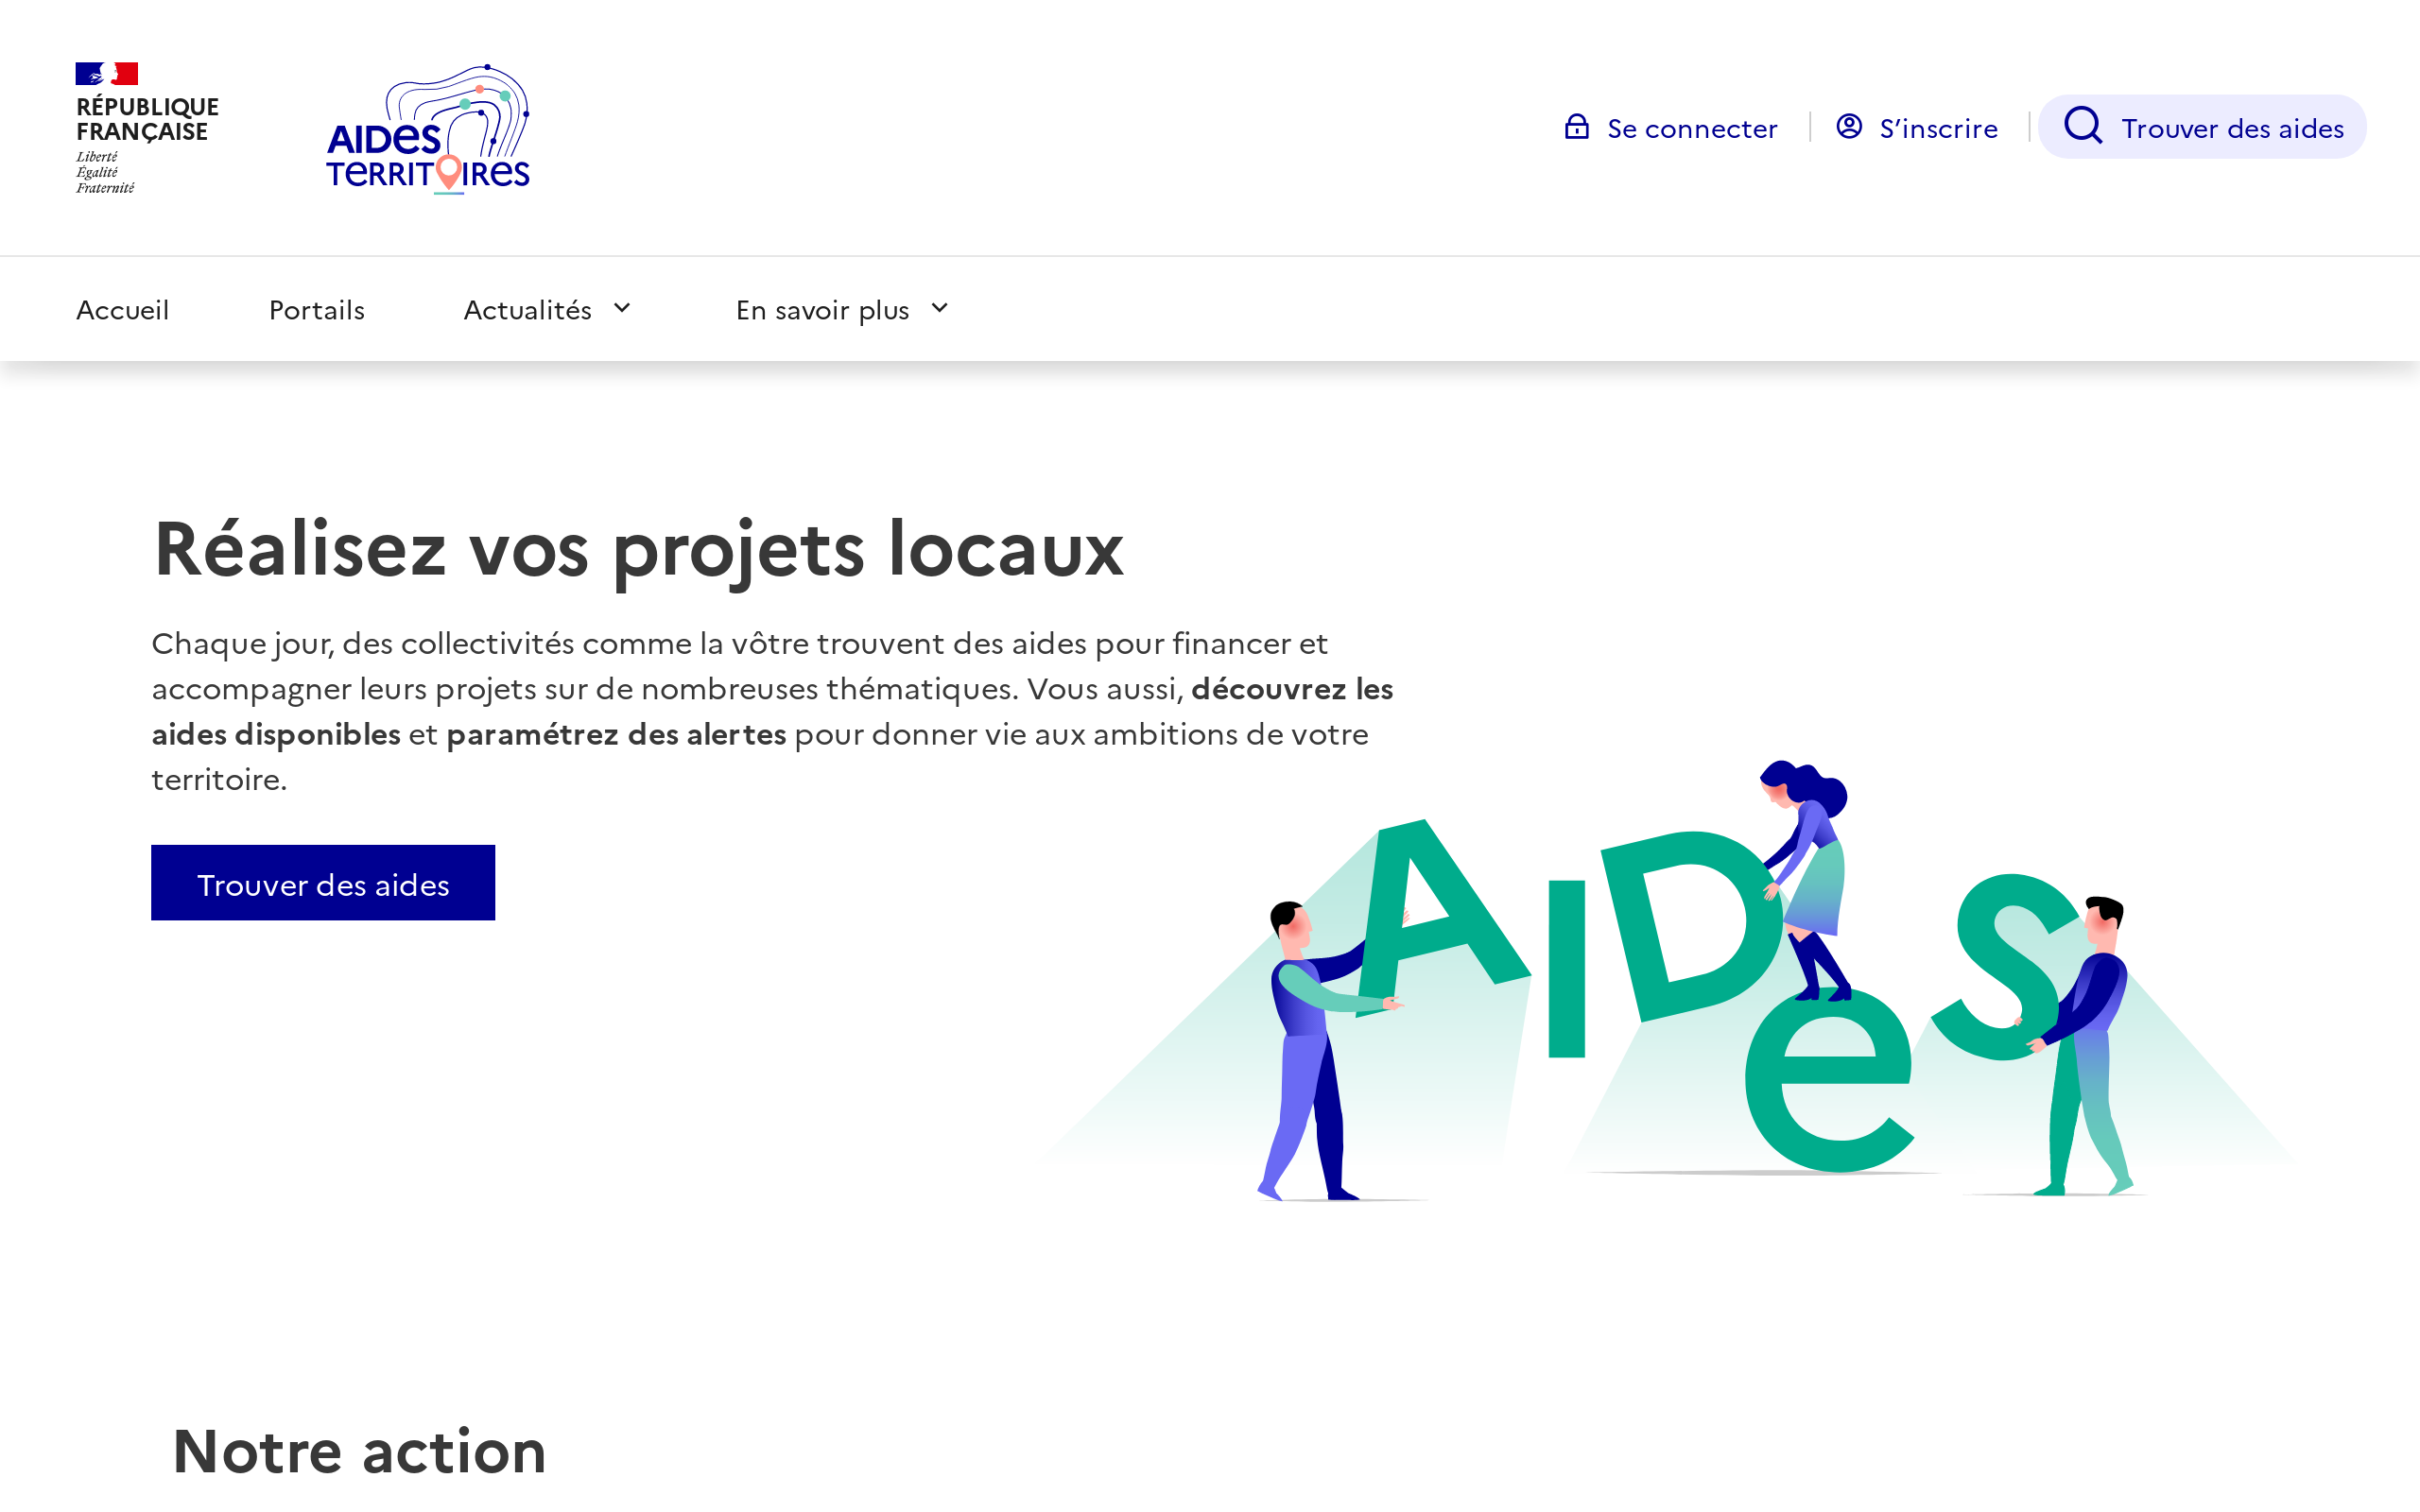 RÉPUBLIQUE
FRANÇAISE
Liberté
Égalité
Fraternité
AIDES
TERRITOIRES
Se connecter
S’inscrire
Trouver des aides
Accueil
Portails
Actualités
En savoir plus
Réalisez vos projets locaux
Chaque jour, des collectivités comme la vôtre trouvent des aides pour financer et
accompagner leurs projets sur de nombreuses thématiques. Vous aussi, découvrez les
aides disponibles et paramétrez des alertes pour donner vie aux ambitions de votre
territoire.
Trouver des aides
AIDeS
Notre action